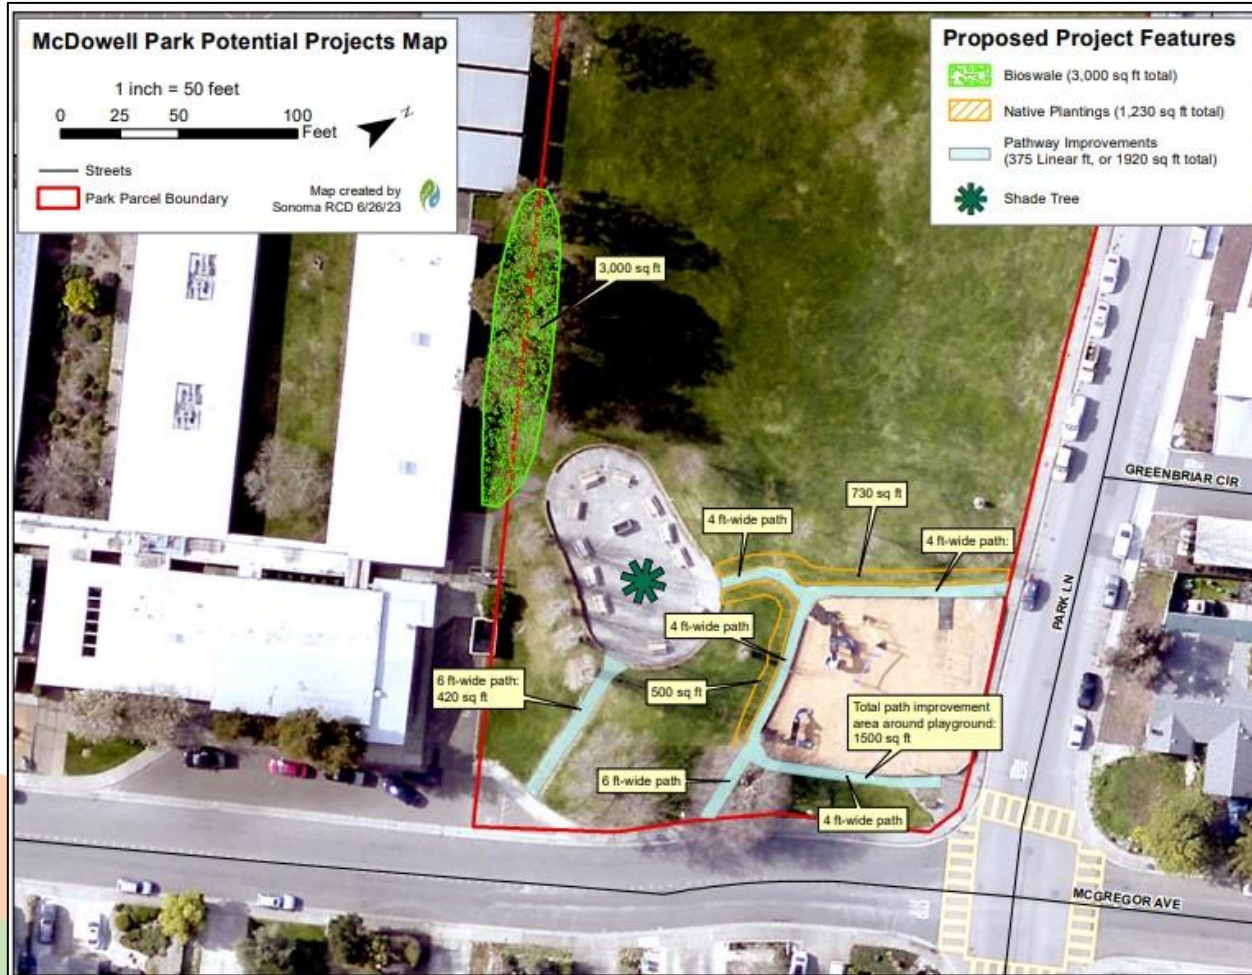 McDowell Park Potential Projects Map
1 inch = 50 feet
0 25 50 100
Feet
N
Streets
Park Parcel Boundary
Map created by
Sonoma RCD 6/26/23
Proposed Project Features
Bioswale (3,000 sq ft total)
Native Plantings (1,230 sq ft total)
Pathway Improvements
(375 Linear ft, or 1920 sq ft total)
Shade Tree
3,000 sq ft
GREENBRIAR CIR
730 sq ft
4 ft-wide path
4 ft-wide path:
PARK LN
4 ft-wide path
6 ft-wide path:
420 sq ft
500 sq ft
Total path improvement
area around playground:
1500 sq ft
6 ft-wide path
4 ft-wide path
MCGREGOR AVE